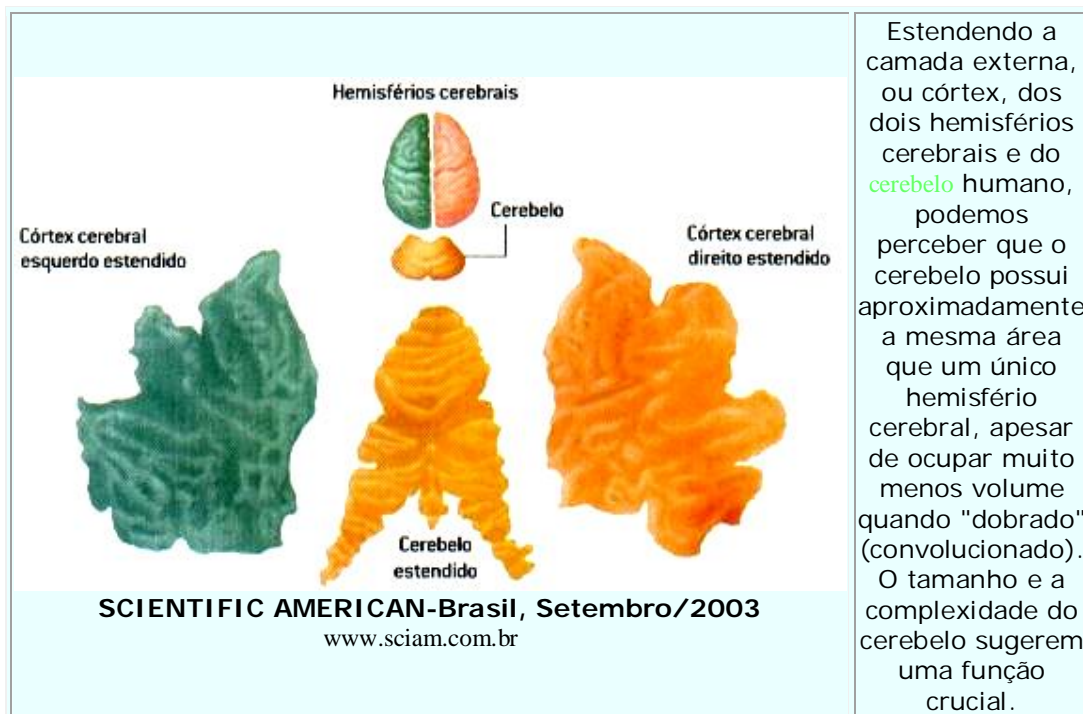 Hemisférios cerebrais
Cerebelo
Córtex cerebral
esquerdo estendido
Córtex cerebral
direito estendido
Cerebelo
estendido
SCIENTIFIC AMERICAN-Brasil, Setembro/2003
www.sciam.com.br
Estendendo a
camada externa,
ou córtex, dos
dois hemisférios
cerebrais e do
cerebelo humano,
podemos
perceber que o
cerebelo possui
aproximadamente
a mesma área
que um único
hemisfério
cerebral, apesar
de ocupar muito
menos volume
quando "dobrado"
(convolucionado).
O tamanho e a
complexidade do
cerebelo sugerem
uma função
crucial.